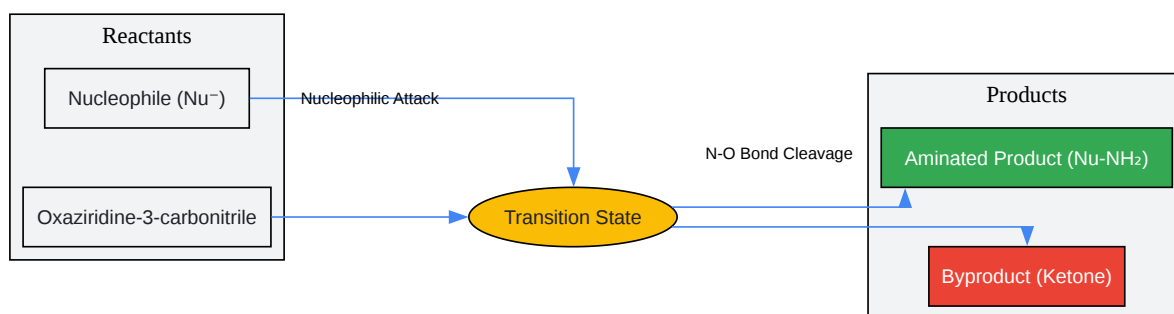 Reactants
Nucleophile (Nu⁻)
Nucleophilic Attack
Oxaziridine-3-carbonitrile
Transition State
N-O Bond Cleavage
Products
Aminated Product (Nu-NH₂)
Byproduct (Ketone)